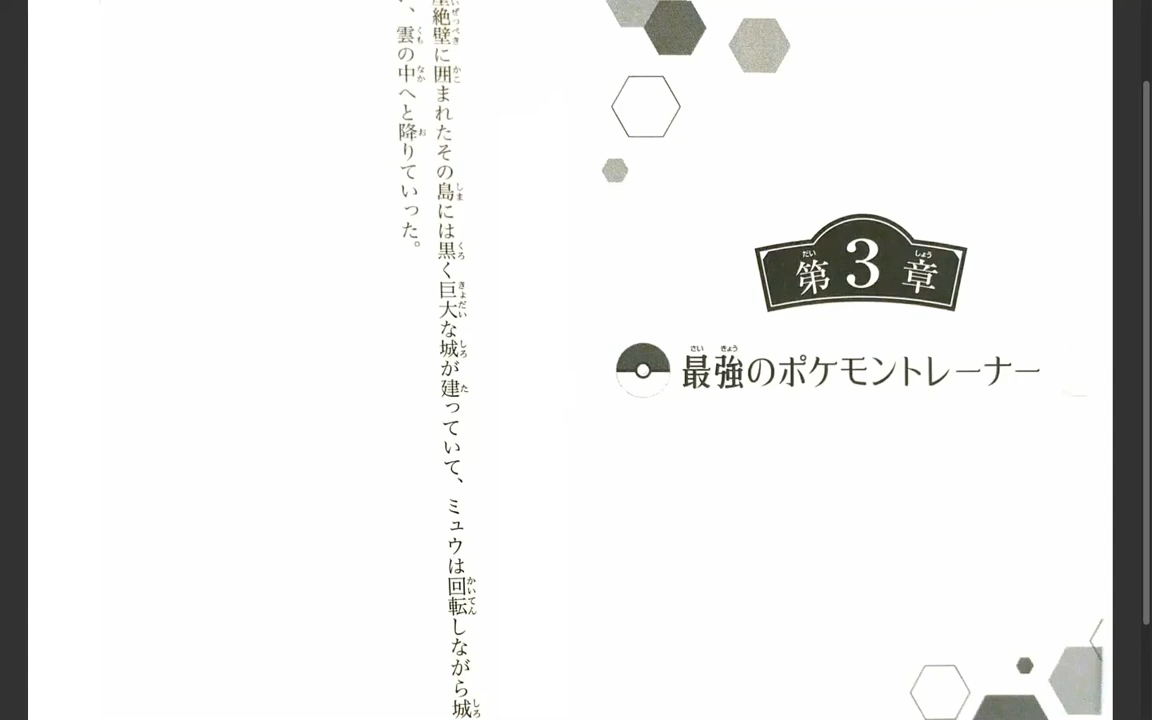 絶壁に囲まれたその島には黒く巨大な城が建っていて、ミュウは回転しながら城
、雲の中へと降りていった。
第3章
最強のポケモントレーナー